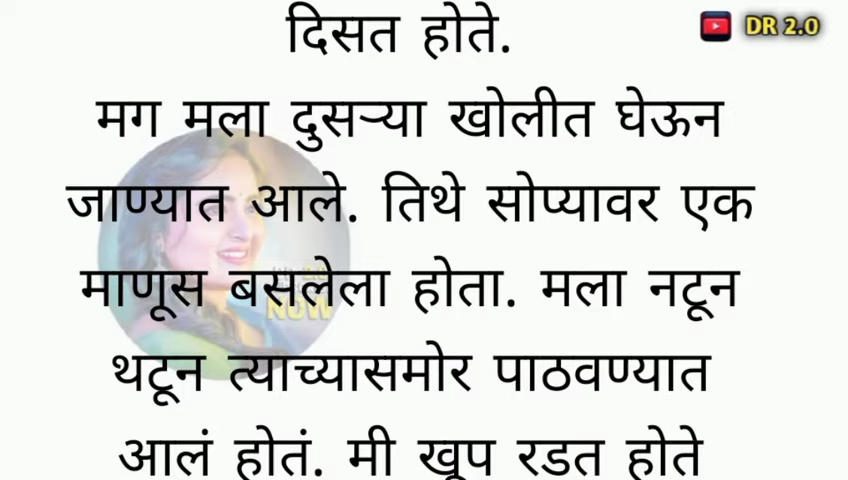 दिसत होते.
DR 2.0
मग मला दुसऱ्या खोलीत घेऊन
जाण्यात आले. तिथे सोप्यावर एक
माणूस बसलेला होता. मला नटून
NOW
थटून त्याच्यासमोर पाठवण्यात
आलं होतं. मी खूप रडत होते